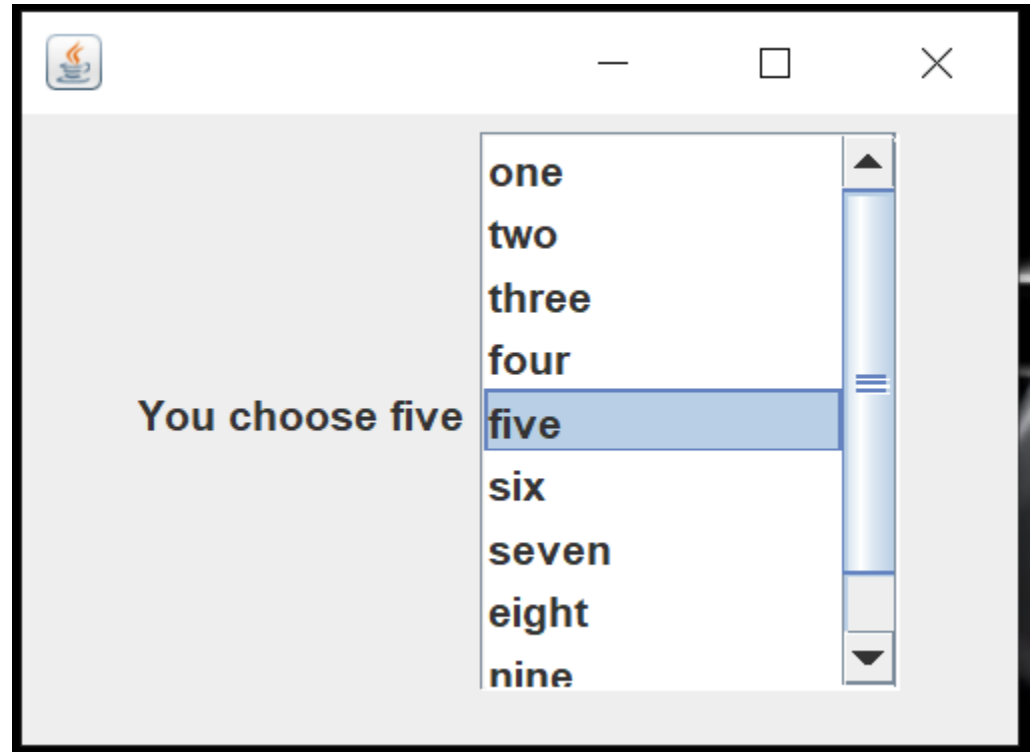 one
two
three
four
You choose five
five
six
seven
eight
nine